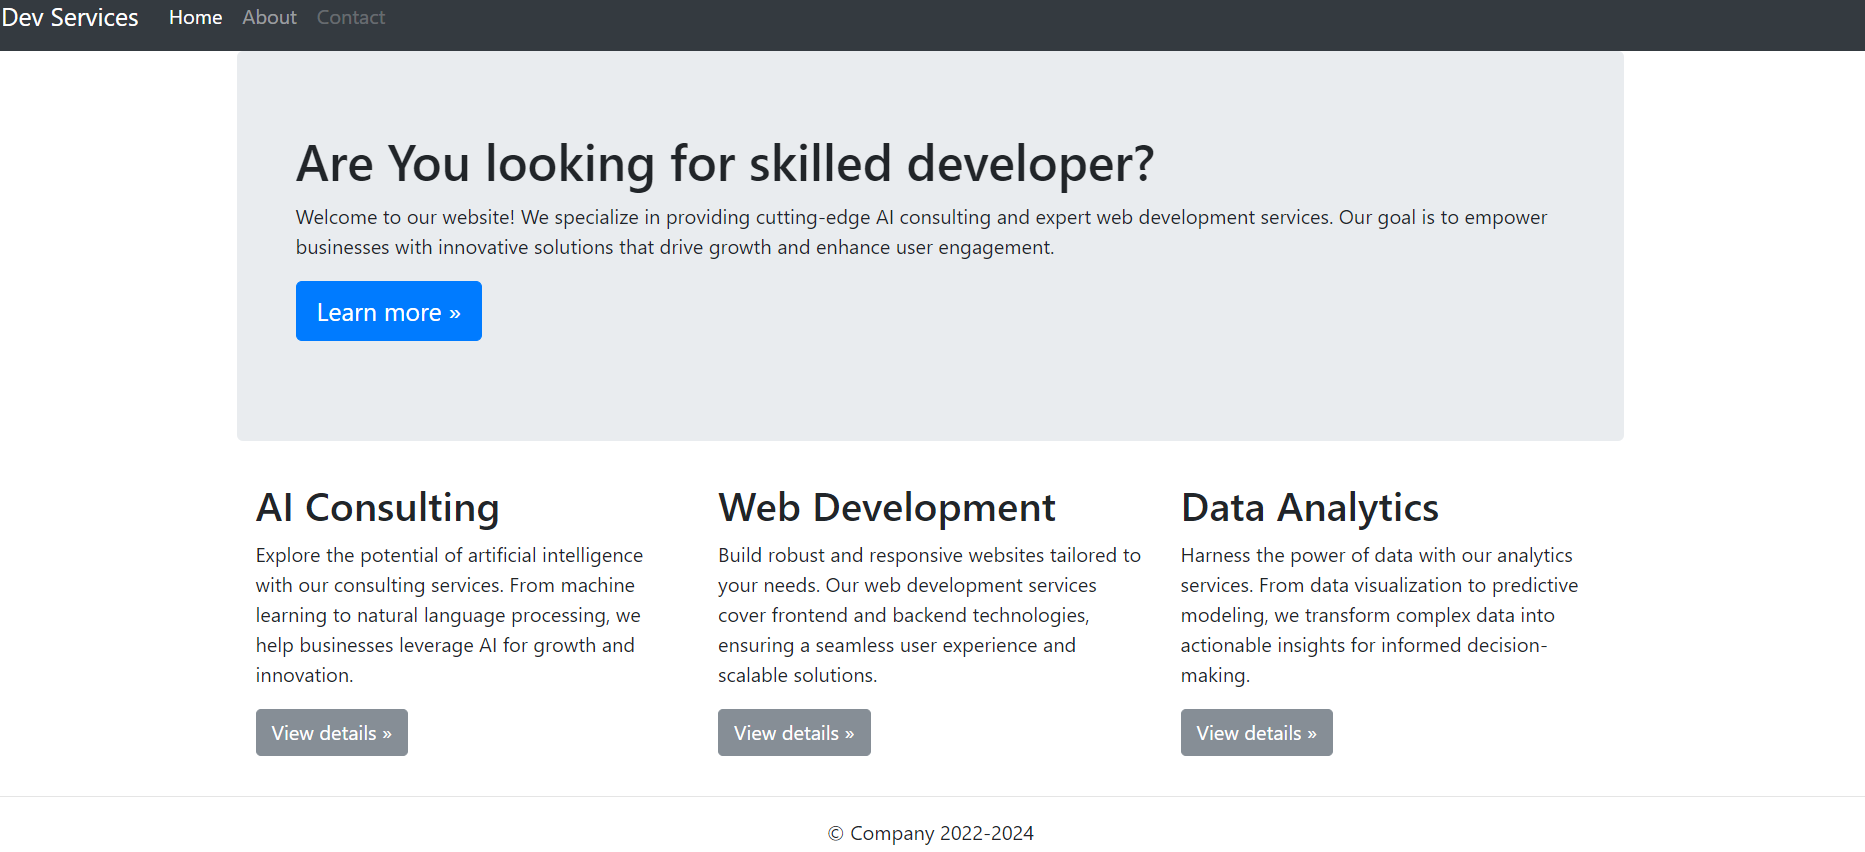 Dev Services Home About Contact
Are You looking for skilled developer?
Welcome to our website! We specialize in providing cutting-edge AI consulting and expert web development services. Our goal is to empower
businesses with innovative solutions that drive growth and enhance user engagement.
Learn more »
AI Consulting
Explore the potential of artificial intelligence
with our consulting services. From machine
learning to natural language processing, we
help businesses leverage AI for growth and
innovation.
View details »
Web Development
Build robust and responsive websites tailored to
your needs. Our web development services
cover frontend and backend technologies,
ensuring a seamless user experience and
scalable solutions.
View details »
Data Analytics
Harness the power of data with our analytics
services. From data visualization to predictive
modeling, we transform complex data into
actionable insights for informed decision-
making.
View details »
© Company 2022-2024